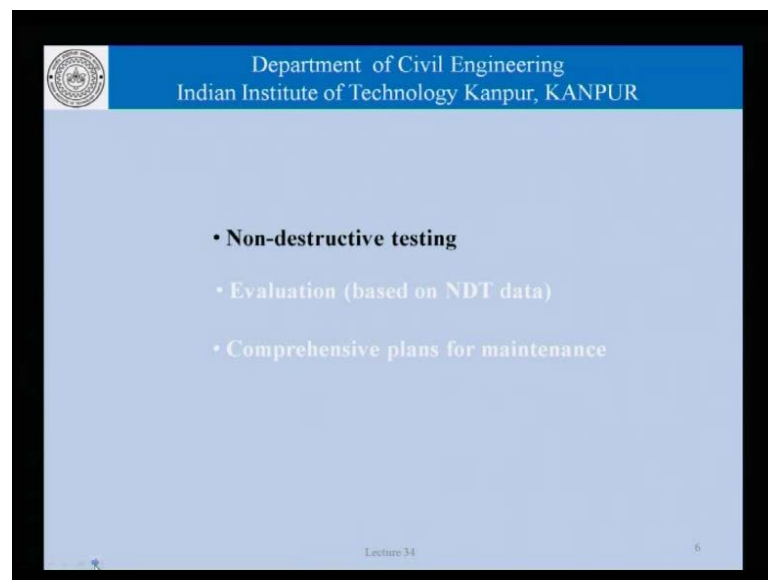 Department of Civil Engineering
Indian Institute of Technology Kanpur, KANPUR
• Non-destructive testing
• Evaluation (based on NDT data)
• Comprehensive plans for maintenance
Lecture 34
6